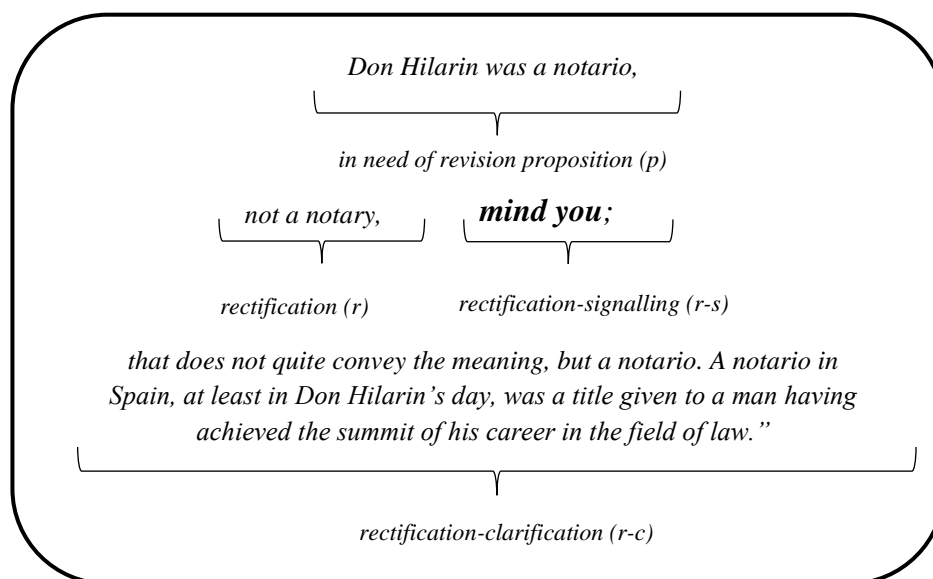 Don Hilarin was a notario,
in need of revision proposition (p)
not a notary, mind you;
rectification (r) rectification-signalling (r-s)
that does not quite convey the meaning, but a notario. A notario in
Spain, at least in Don Hilarin’s day, was a title given to a man having
achieved the summit of his career in the field of law.”
rectification-clarification (r-c)